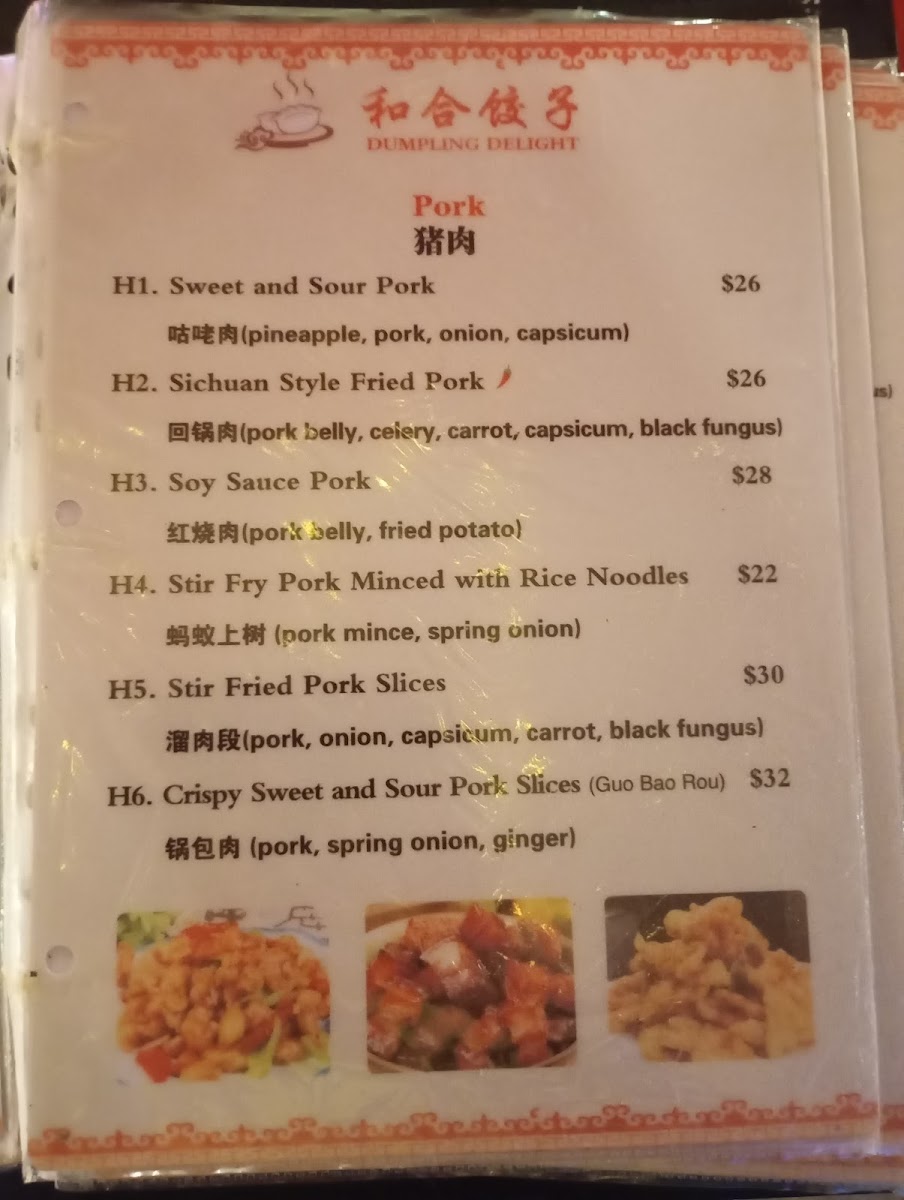 和合饺子
DUMPLING DELIGHT
Pork
猪肉
H1. Sweet and Sour Pork $26
咕咾肉(pineapple, pork, onion, capsicum)
H2. Sichuan Style Fried Pork $26
回锅肉(pork belly, celery, carrot, capsicum, black fungus)
H3. Soy Sauce Pork $28
红烧肉(pork belly, fried potato)
H4. Stir Fry Pork Minced with Rice Noodles $22
蚂蚁上树 (pork mince, spring onion)
H5. Stir Fried Pork Slices $30
溜肉段(pork, onion, capsicum, carrot, black fungus)
H6. Crispy Sweet and Sour Pork Slices (Guo Bao Rou) $32
锅包肉 (pork, spring onion, ginger)